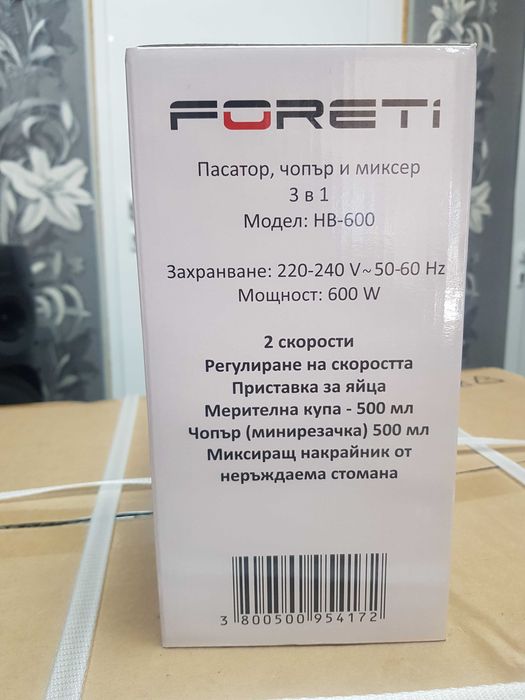 FORETI
Пасатор, чопър и миксер
3 в 1
Модел: HB-600
Захранване: 220-240 V~50-60 Hz
Мощност: 600 W
2 скорости
Регулиране на скоростта
Приставка за яйца
Мерителна купа - 500 мл
Чопър (минирезачка) 500 мл
Миксиращ накрайник от
неръждаема стомана
3 800500 954172